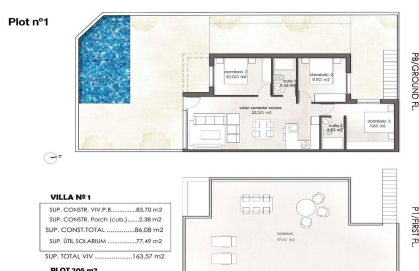 Plot nº1
dormitorio 2
10,00 m2
baño 1
4,30 m2
dormitorio 2
salon comedor cocina
baño 2
dormitorio 3
PB/GROUND FL.
N
VILLA Nº 1
SUP. CONSTR. VIV.P.B............83,70 m2
SUP. CONSTR. Porch (cub.)......2,38 m2
SUP. CONST.TOTAL ..........86,08 m2
SUP. ÚTIL SOLARIUM .........77,49 m2
SUP. TOTAL VIV ................163,57 m2
PLOT 205 m2
solarium
P1/FIRST FL.